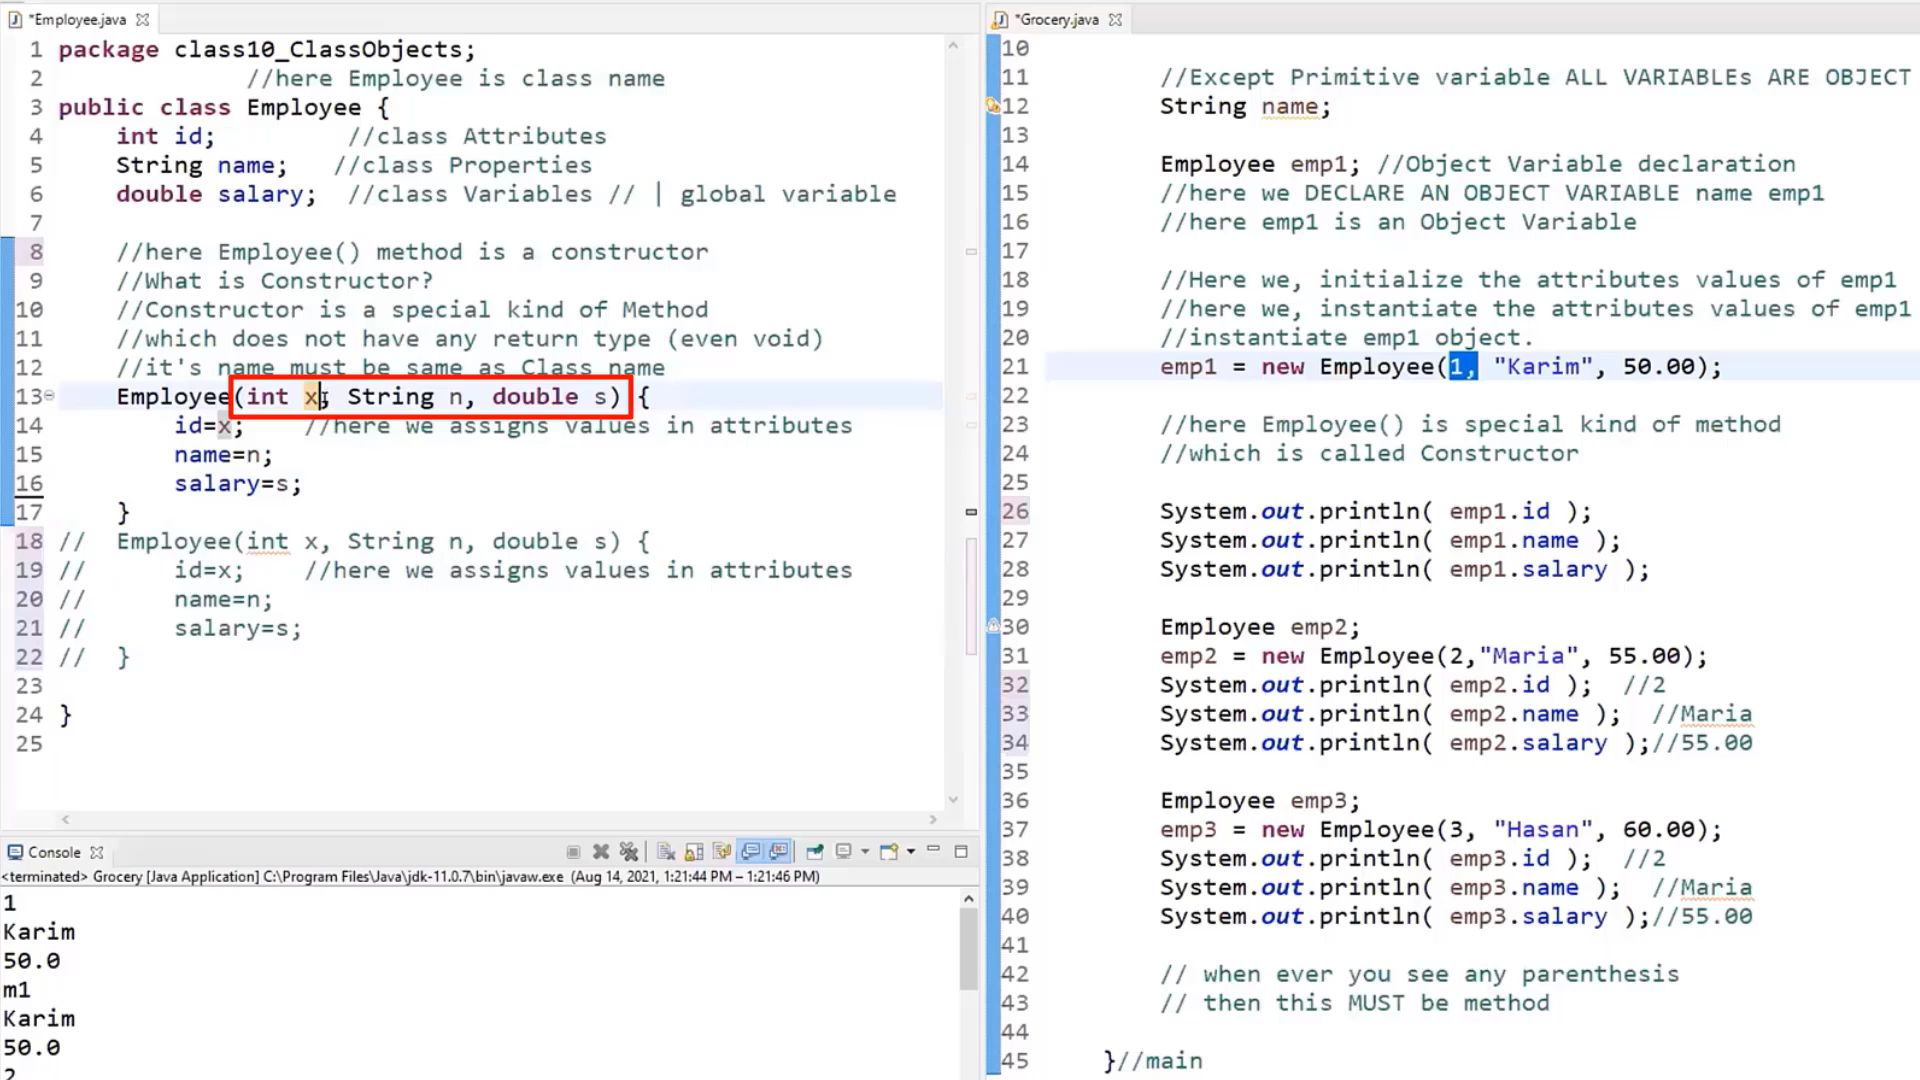 *Employee.java
1 package class10_ClassObjects;
2 //here Employee is class name
3 public class Employee {
4 int id; //class Attributes
5 String name; //class Properties
6 double salary; //class Variables // | global variable
7
8 //here Employee() method is a constructor
9 //What is Constructor?
10 //Constructor is a special kind of Method
11 //which does not have any return type (even void)
12 //it's name must be same as Class name
13 Employee(int x, String n, double s) {
14 id=x; //here we assigns values in attributes
15 name=n;
16 salary=s;
17 }
18 // Employee(int x, String n, double s) {
19 // id=x; //here we assigns values in attributes
20 // name=n;
21 // salary=s;
22 // }
23
24 }
25
Console
<terminated> Grocery [Java Application] C:\Program Files\Java\jdk-11.0.7\bin\javaw.exe (Aug 14, 2021, 1:21:44 PM – 1:21:46 PM)
1
Karim
50.0
m1
Karim
50.0
2
*Grocery.java
10
11 //Except Primitive variable ALL VARIABLEs ARE OBJECT
12 String name;
13
14 Employee emp1; //Object Variable declaration
15 //here we DECLARE AN OBJECT VARIABLE name emp1
16 //here emp1 is an Object Variable
17
18 //Here we, initialize the attributes values of emp1
19 //here we, instantiate the attributes values of emp1
20 //instantiate emp1 object.
21 emp1 = new Employee(1, "Karim", 50.00);
22
23 //here Employee() is special kind of method
24 //which is called Constructor
25
26 System.out.println( emp1.id );
27 System.out.println( emp1.name );
28 System.out.println( emp1.salary );
29
30 Employee emp2;
31 emp2 = new Employee(2,"Maria", 55.00);
32 System.out.println( emp2.id ); //2
33 System.out.println( emp2.name ); //Maria
34 System.out.println( emp2.salary );//55.00
35
36 Employee emp3;
37 emp3 = new Employee(3, "Hasan", 60.00);
38 System.out.println( emp3.id ); //2
39 System.out.println( emp3.name ); //Maria
40 System.out.println( emp3.salary );//55.00
41
42 // when ever you see any parenthesis
43 // then this MUST be method
44
45 }//main